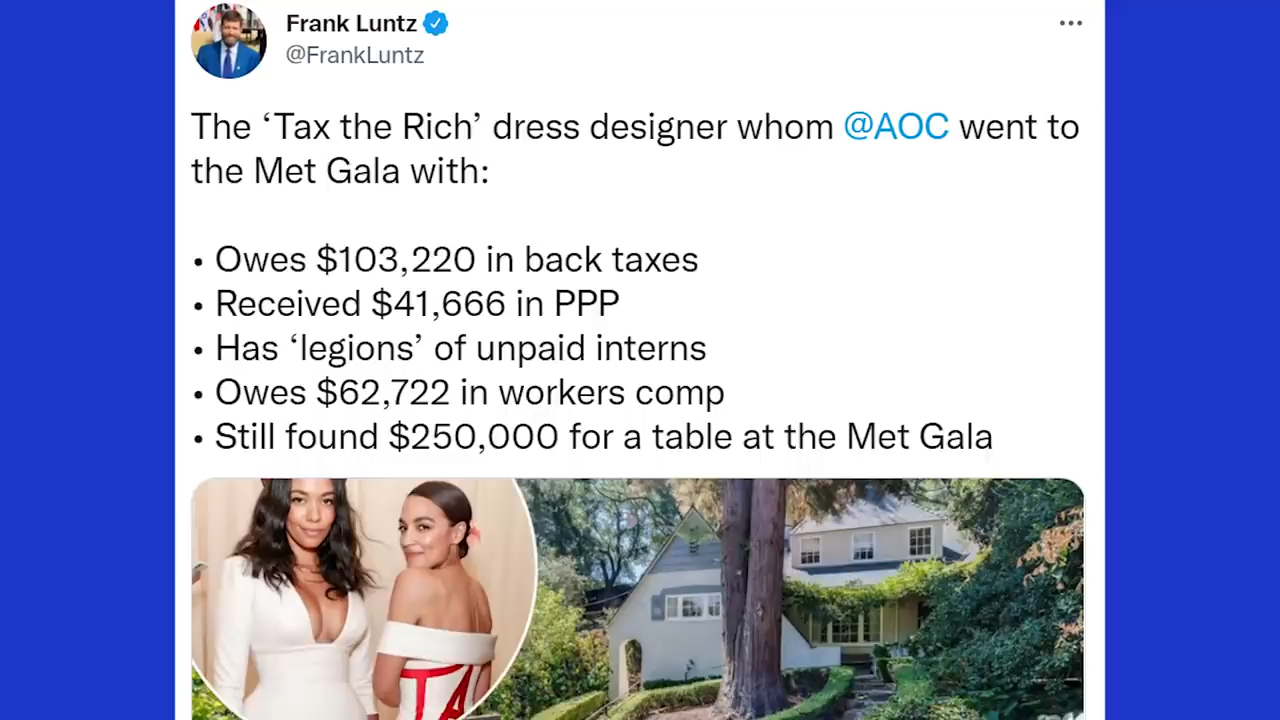 Frank Luntz
@FrankLuntz
The ‘Tax the Rich’ dress designer whom @AOC went to
the Met Gala with:
• Owes $103,220 in back taxes
• Received $41,666 in PPP
• Has ‘legions’ of unpaid interns
• Owes $62,722 in workers comp
• Still found $250,000 for a table at the Met Gala
TA